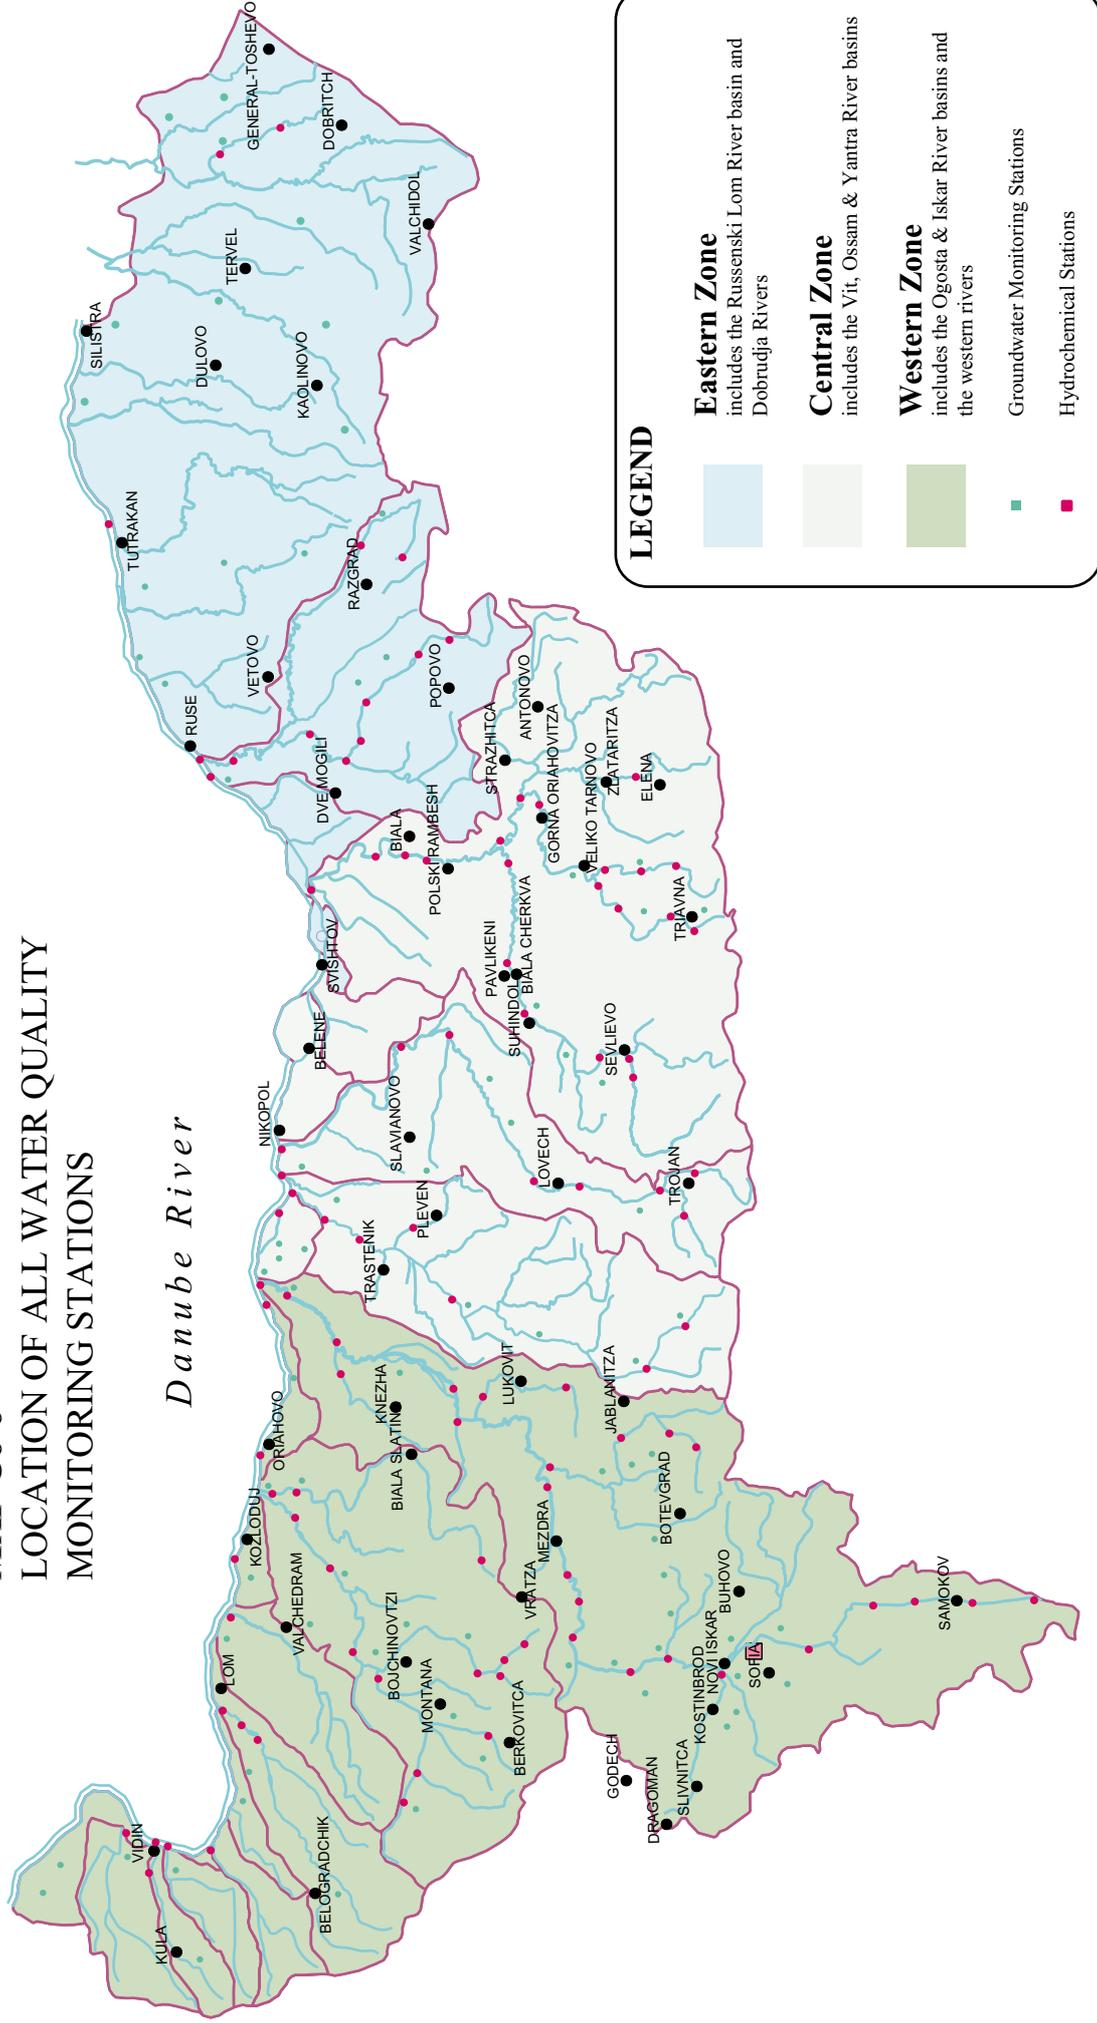 LOCATION OF ALL WATER QUALITY
MONITORING STATIONS
Danube River
VIDIN
KULA
BELOGRADCHIK
LOM
VALCHEDRAM
KOZLODUJ
ORIAHOVO
BOJCHINOVTZI
MONTANA
BERKOVITCA
VRATZA
MEZDRA
BIALA SLATIN
KNEZHA
LUKOVIT
JABLANITZA
BOTEVGRAD
GODECH
DRAGOMAN
SLIVNITCA
KOSTINBROD
NOVI ISKAR
BUHOVO
SOFIA
SAMOKOV
NIKOPOL
BELENE
SVISHTOV
TRASTENIK
PLEVEN
SLAVIANOVO
LOVECH
TROJAN
SEVLIEVO
SUHINDOL
PAVLIKENI
BIALA CHERKVA
POLSKI RAMBESH
BIALA
STRAZHITCA
GORNA ORIAHOVITZA
ANTONOVO
VELIKO TARNOVO
ZLATARITZA
ELENA
TRIAVNA
RUSE
DVE MOGILI
VETOVO
POPOVO
RAZGRAD
TUTRAKAN
SILISTRA
DULOVO
KAOLINOVO
TERVEL
VALCHIDOL
DOBRITCH
GENERAL-TOSHEVO
LEGEND
Eastern Zone
includes the Russenski Lom River basin and
Dobrudja Rivers
Central Zone
includes the Vit, Ossam & Yantra River basins
Western Zone
includes the Ogosta & Iskar River basins and
the western rivers
Groundwater Monitoring Stations
Hydrochemical Stations